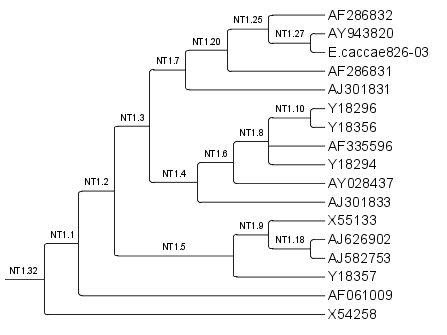 NT1.25 AF286832
NT1.27 AY943820
NT1.20 E.caccae826-03
NT1.7 AF286831
AJ301831
NT1.10 Y18296
NT1.3 Y18356
NT1.8 AF335596
NT1.6 Y18294
NT1.4 AY028437
NT1.2 AJ301833
NT1.9 X55133
NT1.18 AJ626902
NT1.1 NT1.5 AJ582753
NT1.32 Y18357
AF061009
X54258